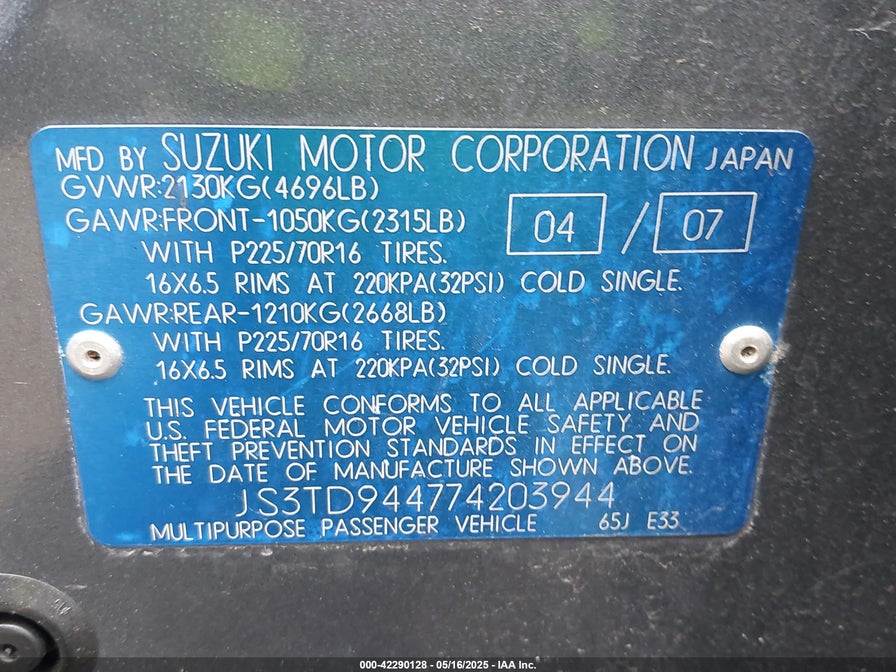 MFD BY SUZUKI MOTOR CORPORATION JAPAN
GVWR:2130KG(4696LB)
GAWR:FRONT-1050KG(2315LB) 04 / 07
WITH P225/70R16 TIRES.
16X6.5 RIMS AT 220KPA(32PSI) COLD SINGLE.
GAWR:REAR-1210KG(2668LB)
WITH P225/70R16 TIRES.
16X6.5 RIMS AT 220KPA(32PSI) COLD SINGLE.
THIS VEHICLE CONFORMS TO ALL APPLICABLE
U.S. FEDERAL MOTOR VEHICLE SAFETY AND
THEFT PREVENTION STANDARDS IN EFFECT ON
THE DATE OF MANUFACTURE SHOWN ABOVE.
JS3TD944774203944
MULTIPURPOSE PASSENGER VEHICLE 65J E33
000-42290128 - 05/16/2025 - IAA Inc.